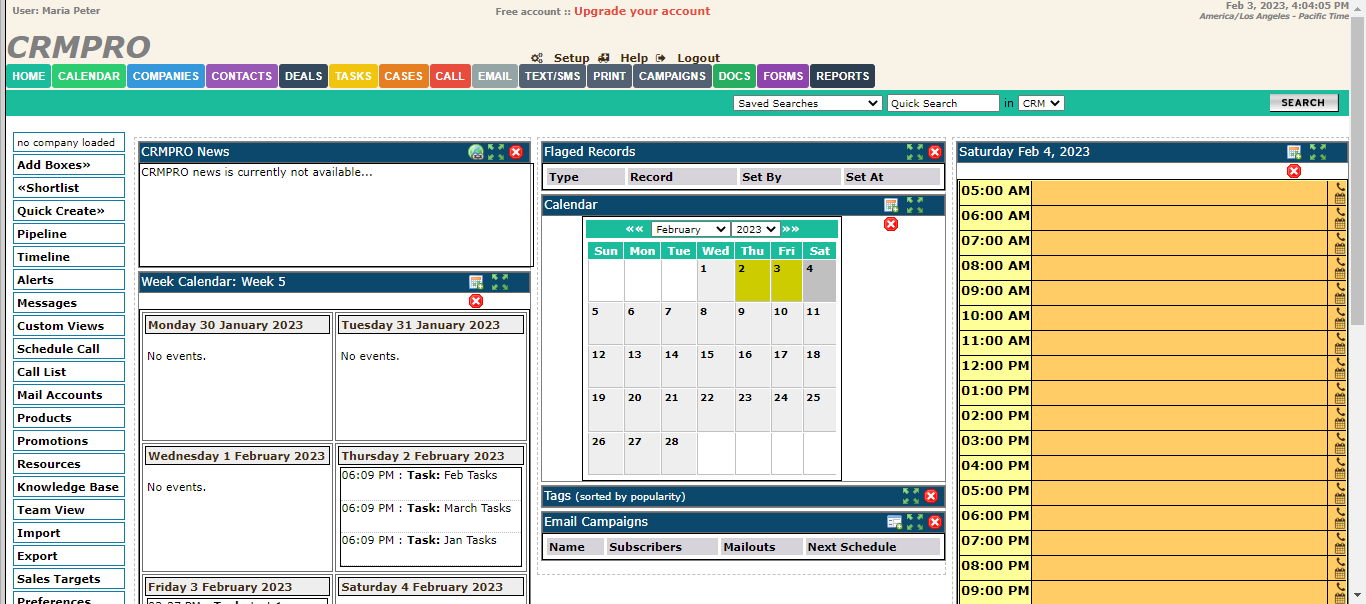 User: Maria Peter
Free account :: Upgrade your account
Feb 3, 2023, 4:04:05 PM
America/Los Angeles - Pacific Time
CRMPRO
Setup Help Logout
HOME CALENDAR COMPANIES CONTACTS DEALS TASKS CASES CALL EMAIL TEXT/SMS PRINT CAMPAIGNS DOCS FORMS REPORTS
Saved Searches Quick Search in CRM SEARCH
no company loaded
Add Boxes»
«Shortlist
Quick Create»
Pipeline
Timeline
Alerts
Messages
Custom Views
Schedule Call
Call List
Mail Accounts
Products
Promotions
Resources
Knowledge Base
Team View
Import
Export
Sales Targets
Preferences
CRMPRO News
CRMPRO news is currently not available...
Week Calendar: Week 5
Monday 30 January 2023 Tuesday 31 January 2023
No events. No events.
Wednesday 1 February 2023 Thursday 2 February 2023
No events.
06:09 PM : Task: Feb Tasks
06:09 PM : Task: March Tasks
06:09 PM : Task: Jan Tasks
Friday 3 February 2023 Saturday 4 February 2023
Flaged Records
Type Record Set By Set At
Calendar
«« February 2023 »»
Sun Mon Tue Wed Thu Fri Sat
1 2 3 4
5 6 7 8 9 10 11
12 13 14 15 16 17 18
19 20 21 22 23 24 25
26 27 28
Tags (sorted by popularity)
Email Campaigns
Name Subscribers Mailouts Next Schedule
Saturday Feb 4, 2023
05:00 AM
06:00 AM
07:00 AM
08:00 AM
09:00 AM
10:00 AM
11:00 AM
12:00 PM
01:00 PM
02:00 PM
03:00 PM
04:00 PM
05:00 PM
06:00 PM
07:00 PM
08:00 PM
09:00 PM